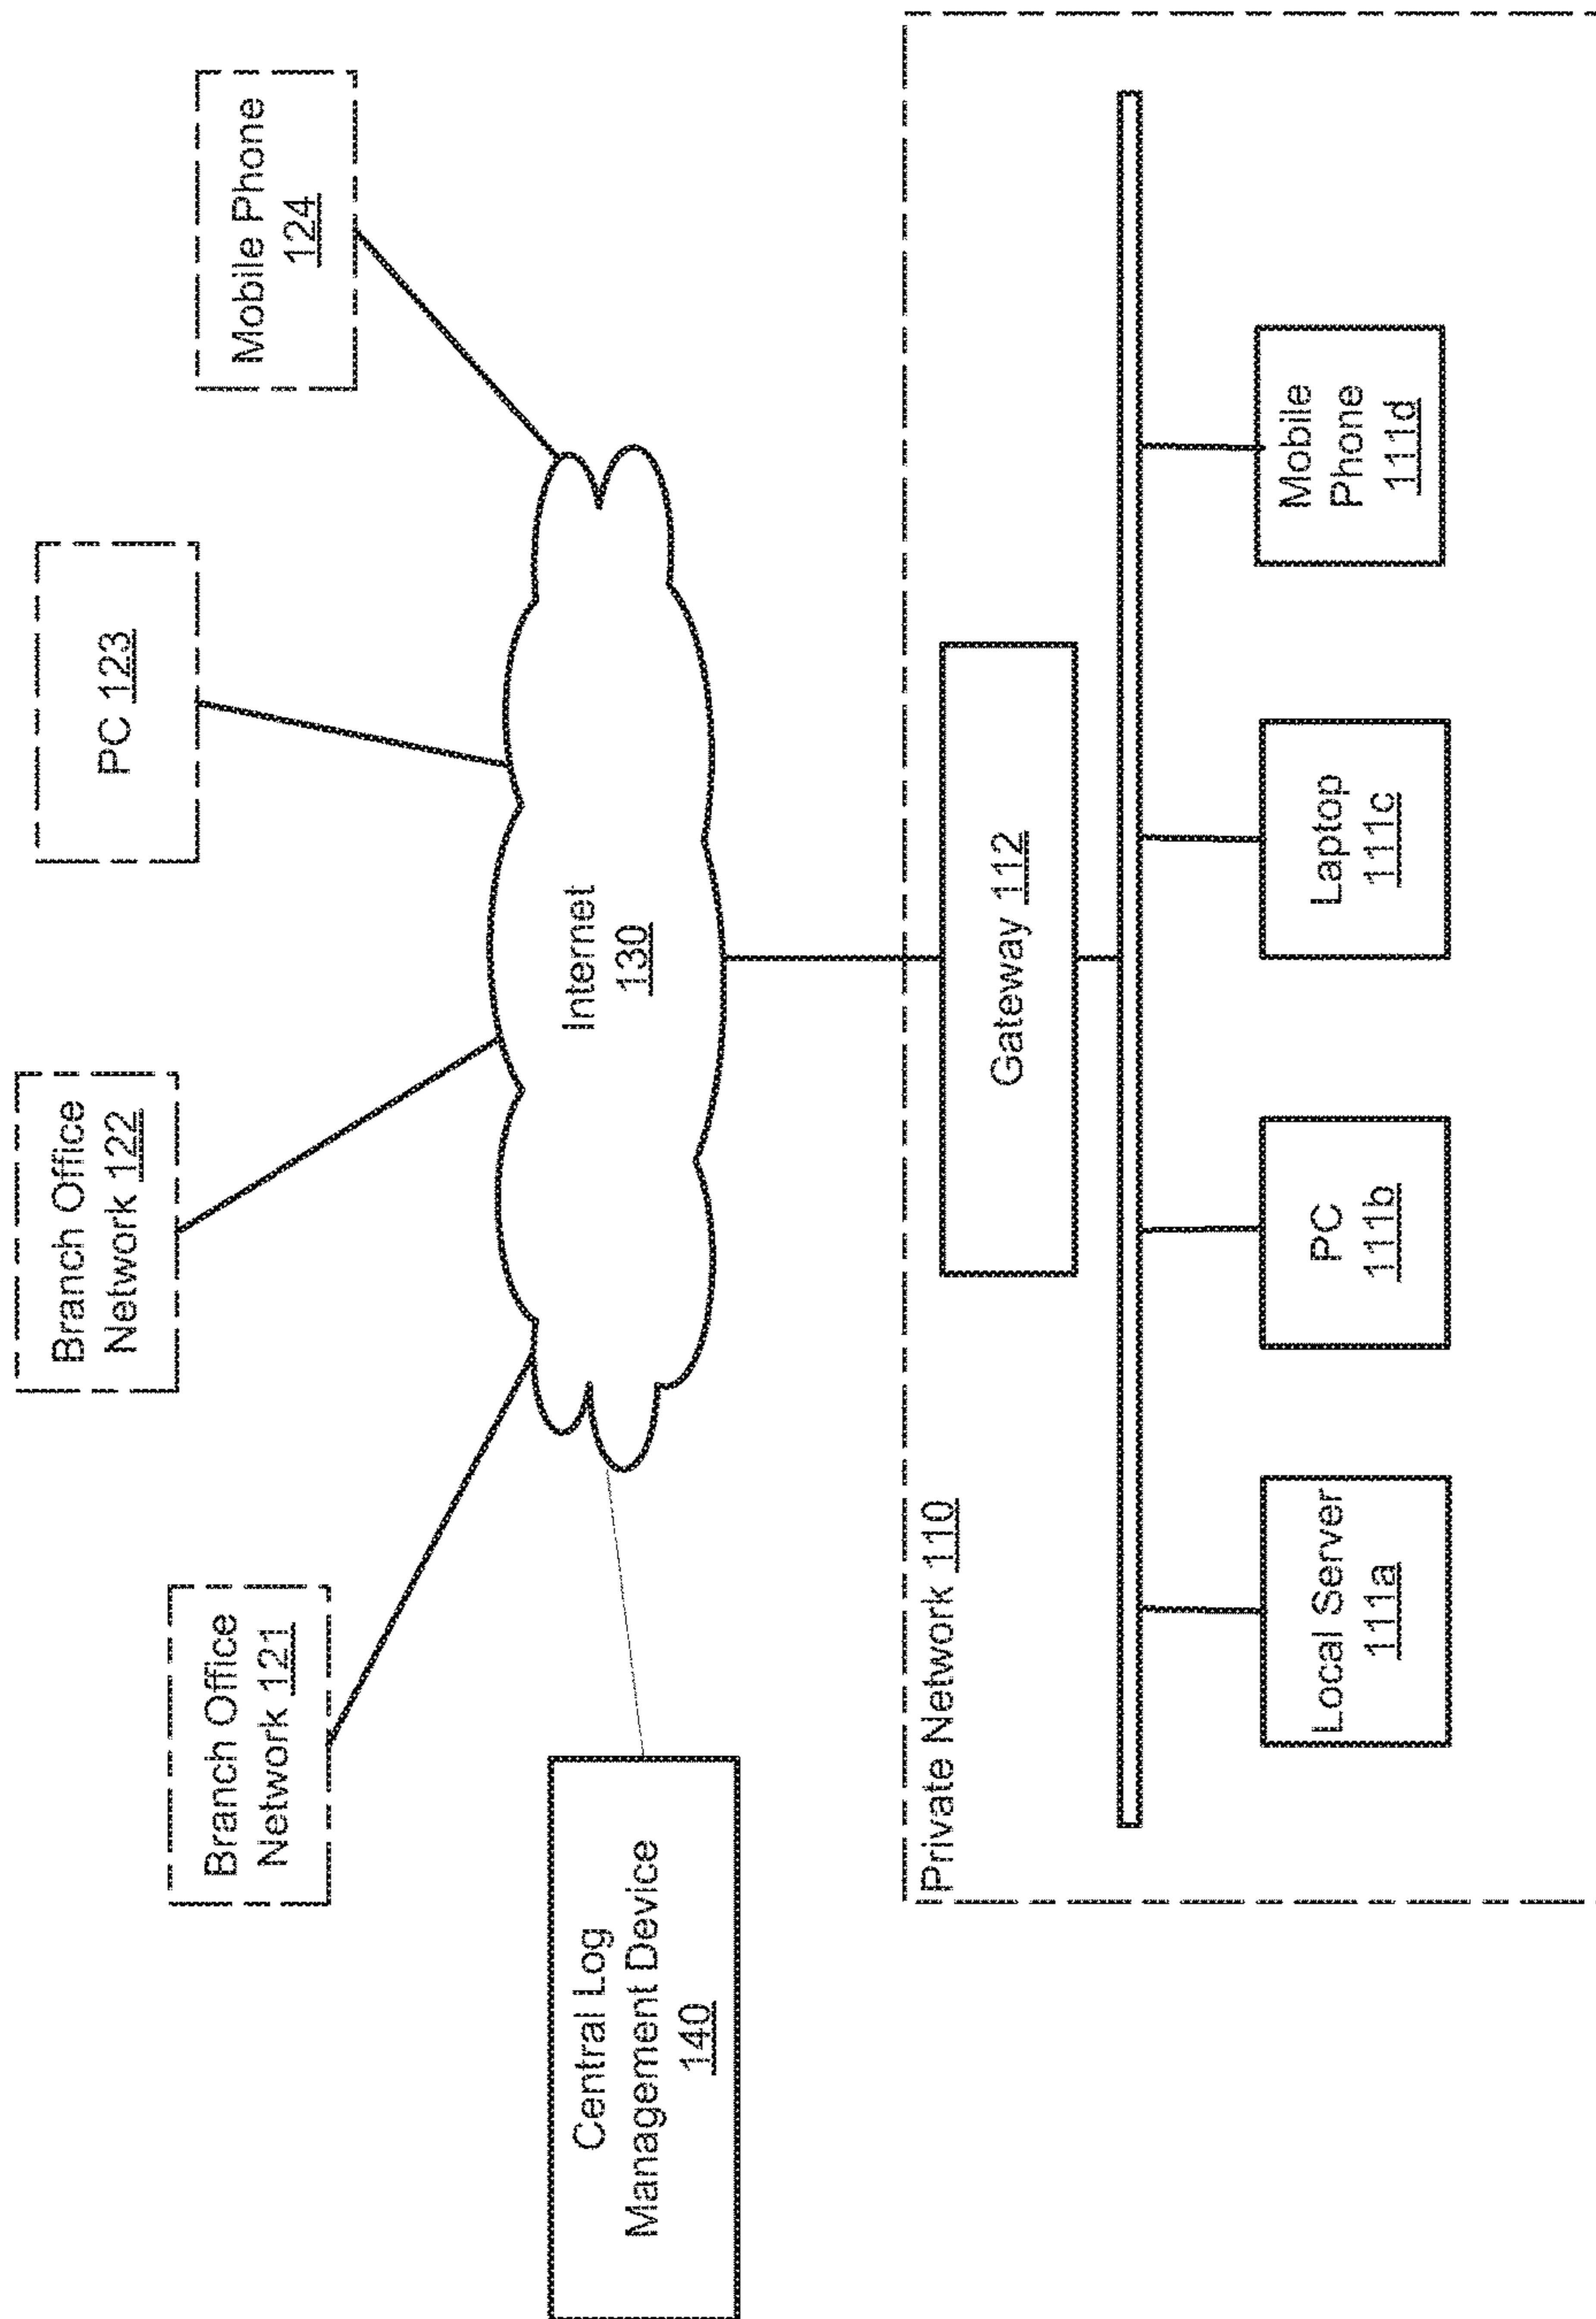 Branch Office
Network 121
Branch Office
Network 122
PC 123
Mobile Phone
124
Central Log
Management Device
140
Internet
130
Private Network 110
Gateway 112
Local Server
111a
PC
111b
Laptop
111c
Mobile
Phone
111d